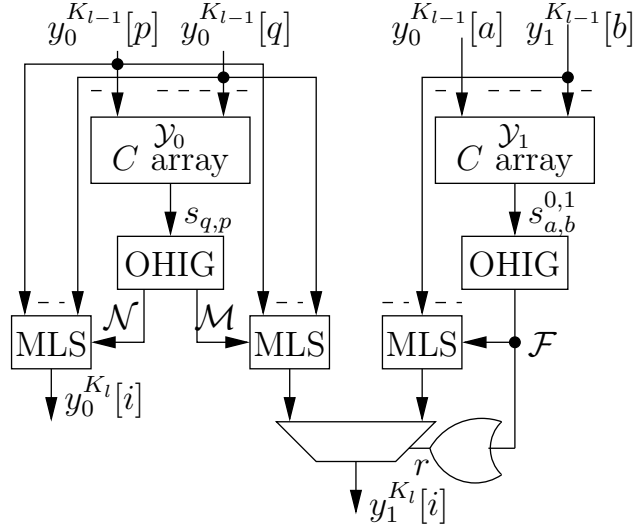 y_0^{K_{l-1}}[p] y_0^{K_{l-1}}[q] y_0^{K_{l-1}}[a] y_1^{K_{l-1}}[b]
𝒴_0 𝒴_1
C array C array
s_{q,p} s_{a,b}^{0,1}
OHIG OHIG
𝒩 ℳ
MLS MLS MLS ℱ
y_0^{K_l}[i]
r
y_1^{K_l}[i]